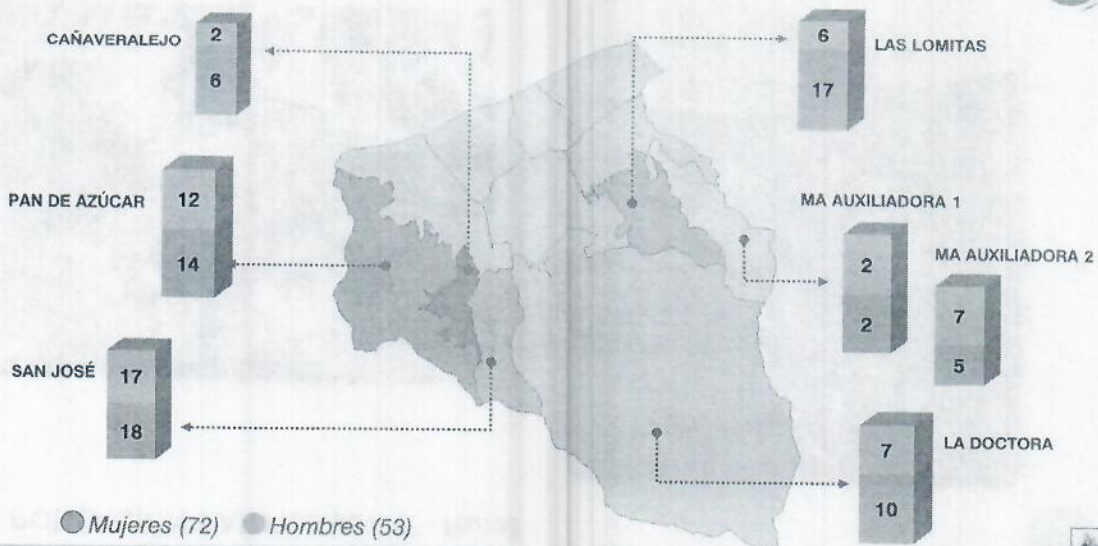 CAÑAVERALEJO
2
6
PAN DE AZÚCAR
12
14
SAN JOSÉ
17
18
LAS LOMITAS
6
17
MA AUXILIADORA 1
2
2
MA AUXILIADORA 2
7
5
LA DOCTORA
7
10
Mujeres (72) Hombres (53)